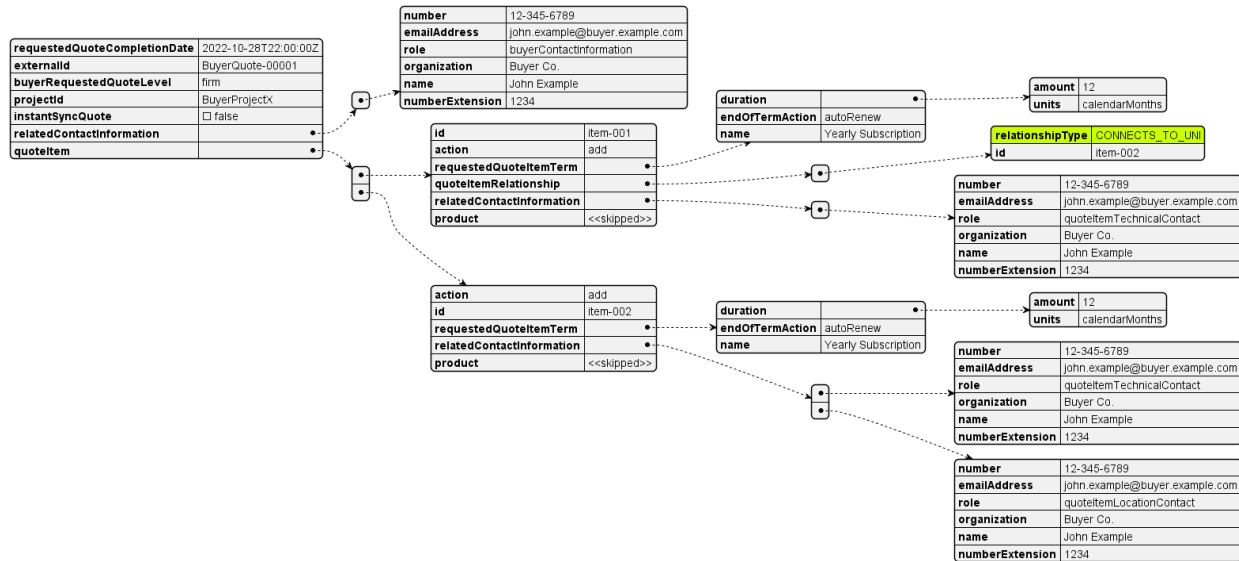 requestedQuoteCompletionDate 2022-10-28T22:00:00Z
externalId BuyerQuote-00001
buyerRequestedQuoteLevel firm
projectId BuyerProjectX
instantSyncQuote ☐ false
relatedContactInformation
quoteItem
number 12-345-6789
emailAddress john.example@buyer.example.com
role buyerContactInformation
organization Buyer Co.
name John Example
numberExtension 1234
id item-001
action add
requestedQuoteItemTerm
quoteItemRelationship
relatedContactInformation
product <<skipped>>
duration
endOfTermAction autoRenew
name Yearly Subscription
amount 12
units calendarMonths
relationshipType CONNECTS_TO_UNI
id item-002
number 12-345-6789
emailAddress john.example@buyer.example.com
role quoteItemTechnicalContact
organization Buyer Co.
name John Example
numberExtension 1234
action add
id item-002
requestedQuoteItemTerm
relatedContactInformation
product <<skipped>>
duration
endOfTermAction autoRenew
name Yearly Subscription
amount 12
units calendarMonths
number 12-345-6789
emailAddress john.example@buyer.example.com
role quoteItemTechnicalContact
organization Buyer Co.
name John Example
numberExtension 1234
number 12-345-6789
emailAddress john.example@buyer.example.com
role quoteItemLocationContact
organization Buyer Co.
name John Example
numberExtension 1234